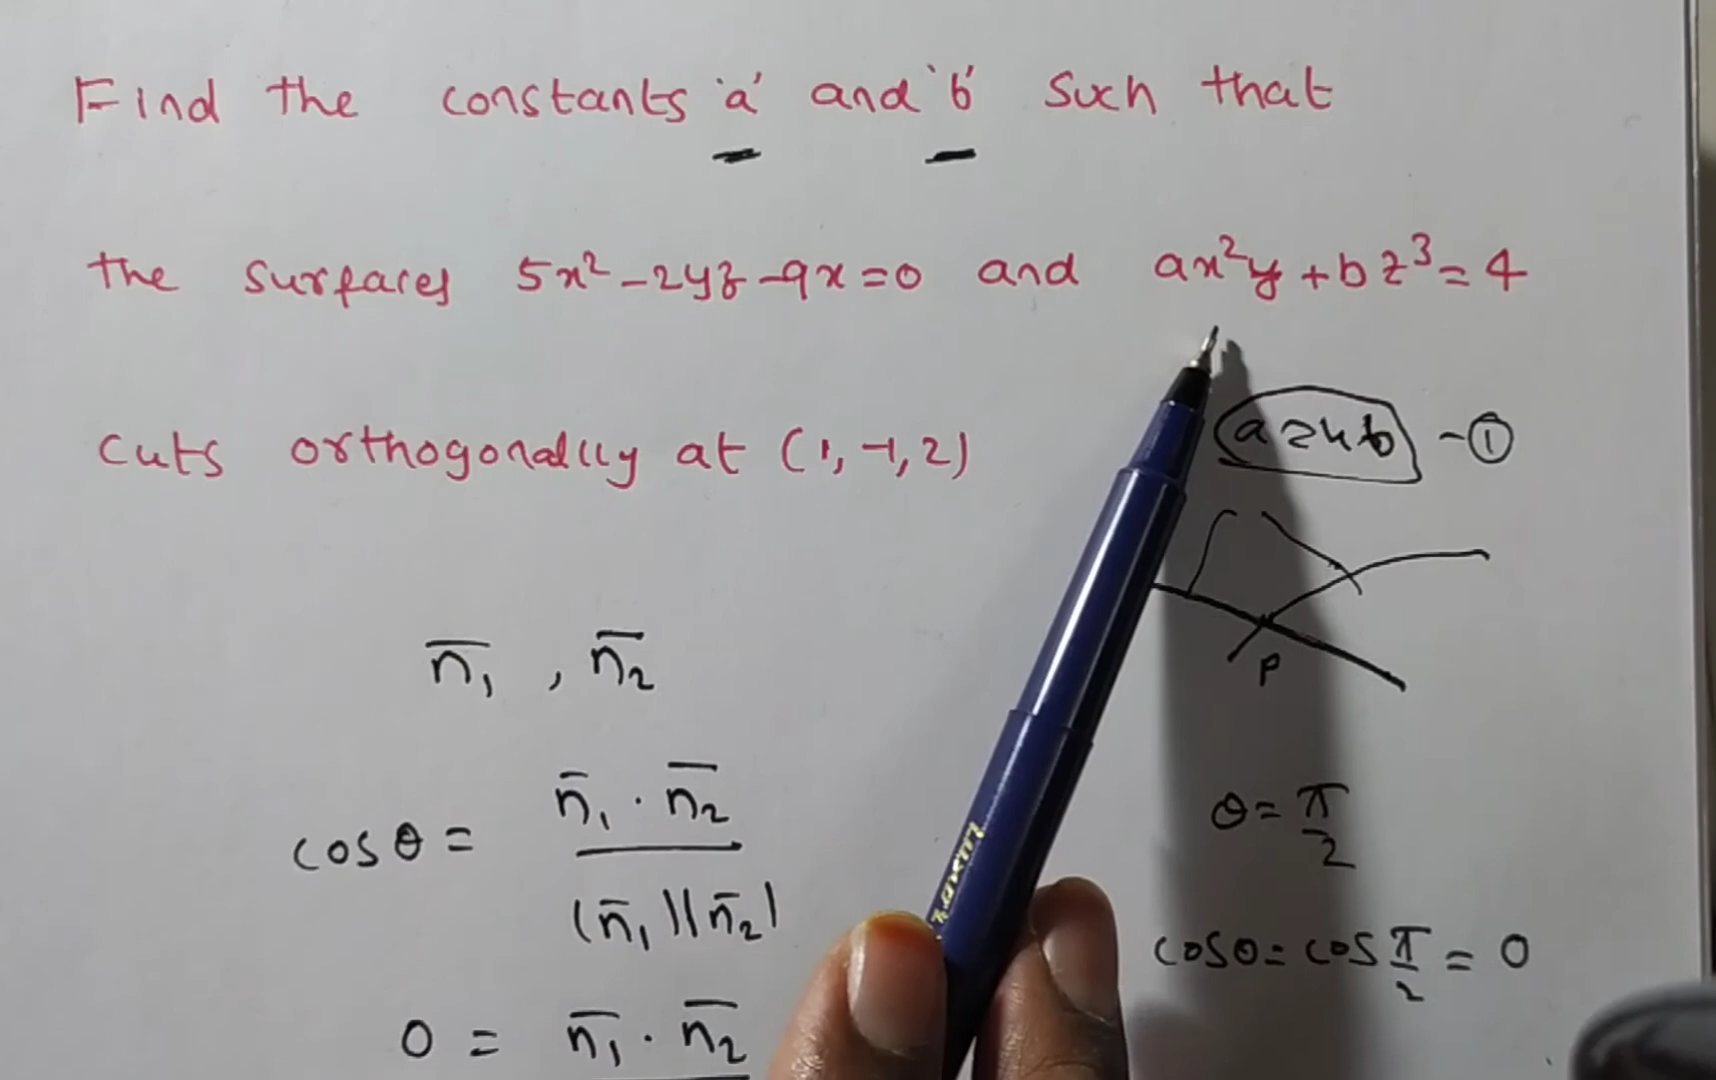 Find the constants 'a' and 'b' such that
the surfaces 5x²-2yz-9x=0 and ax²y+bz³=4
cuts orthogonally at (1,-1,2)
a=4b -①
n̄₁ , n̄₂
P
cosθ = n̄₁ · n̄₂ / |n̄₁||n̄₂|
θ= π/2
cosθ= cos π/2 = 0
0 = n̄₁ · n̄₂